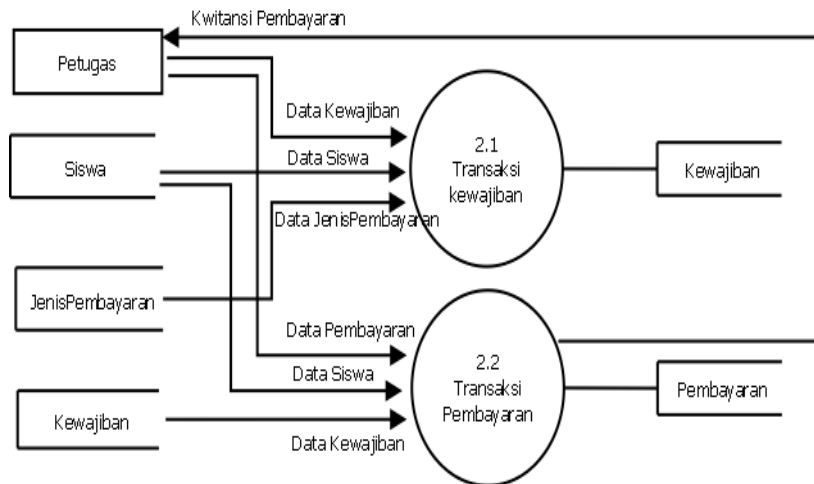 Kwitansi Pembayaran
Petugas
Data Kewajiban
2.1
Transaksi
kewajiban
Data Siswa
Siswa
Kewajiban
Data JenisPembayaran
JenisPembayaran
Data Pembayaran
2.2
Transaksi
Pembayaran
Data Siswa
Pembayaran
Kewajiban
Data Kewajiban